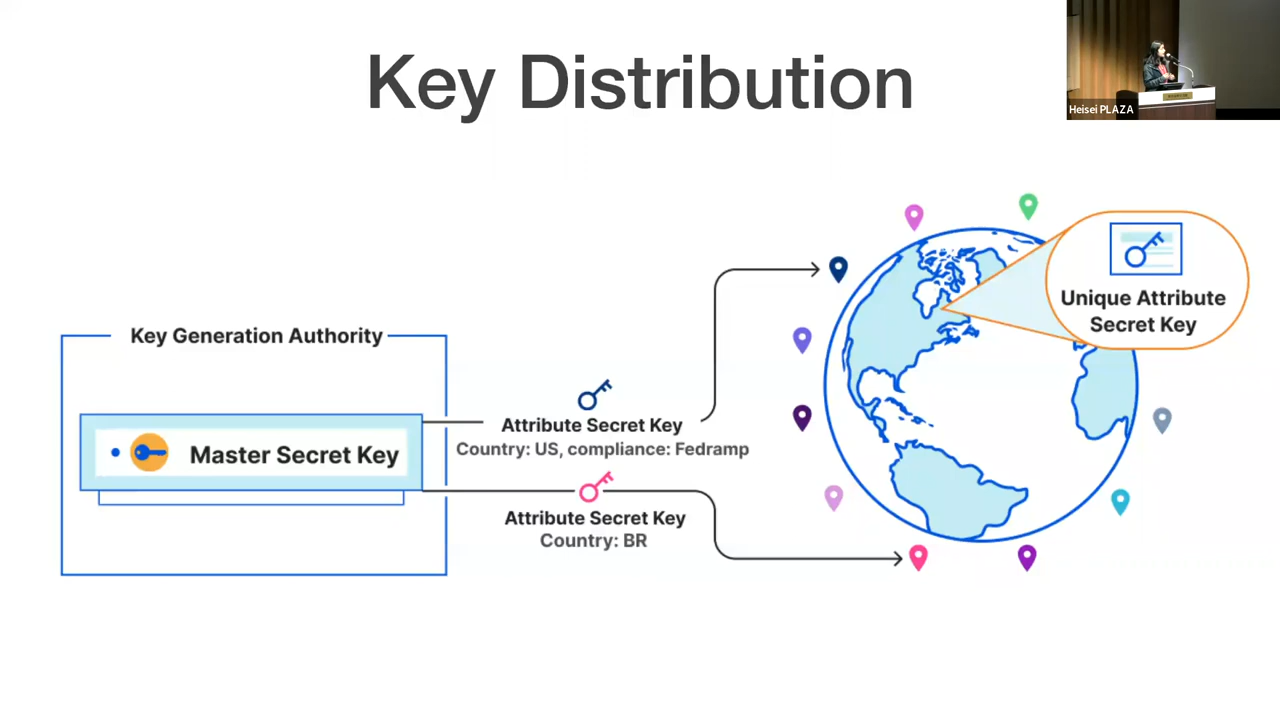 Key Distribution
Heisei PLAZA
Key Generation Authority
Master Secret Key
Attribute Secret Key
Country: US, compliance: Fedramp
Attribute Secret Key
Country: BR
Unique Attribute
Secret Key